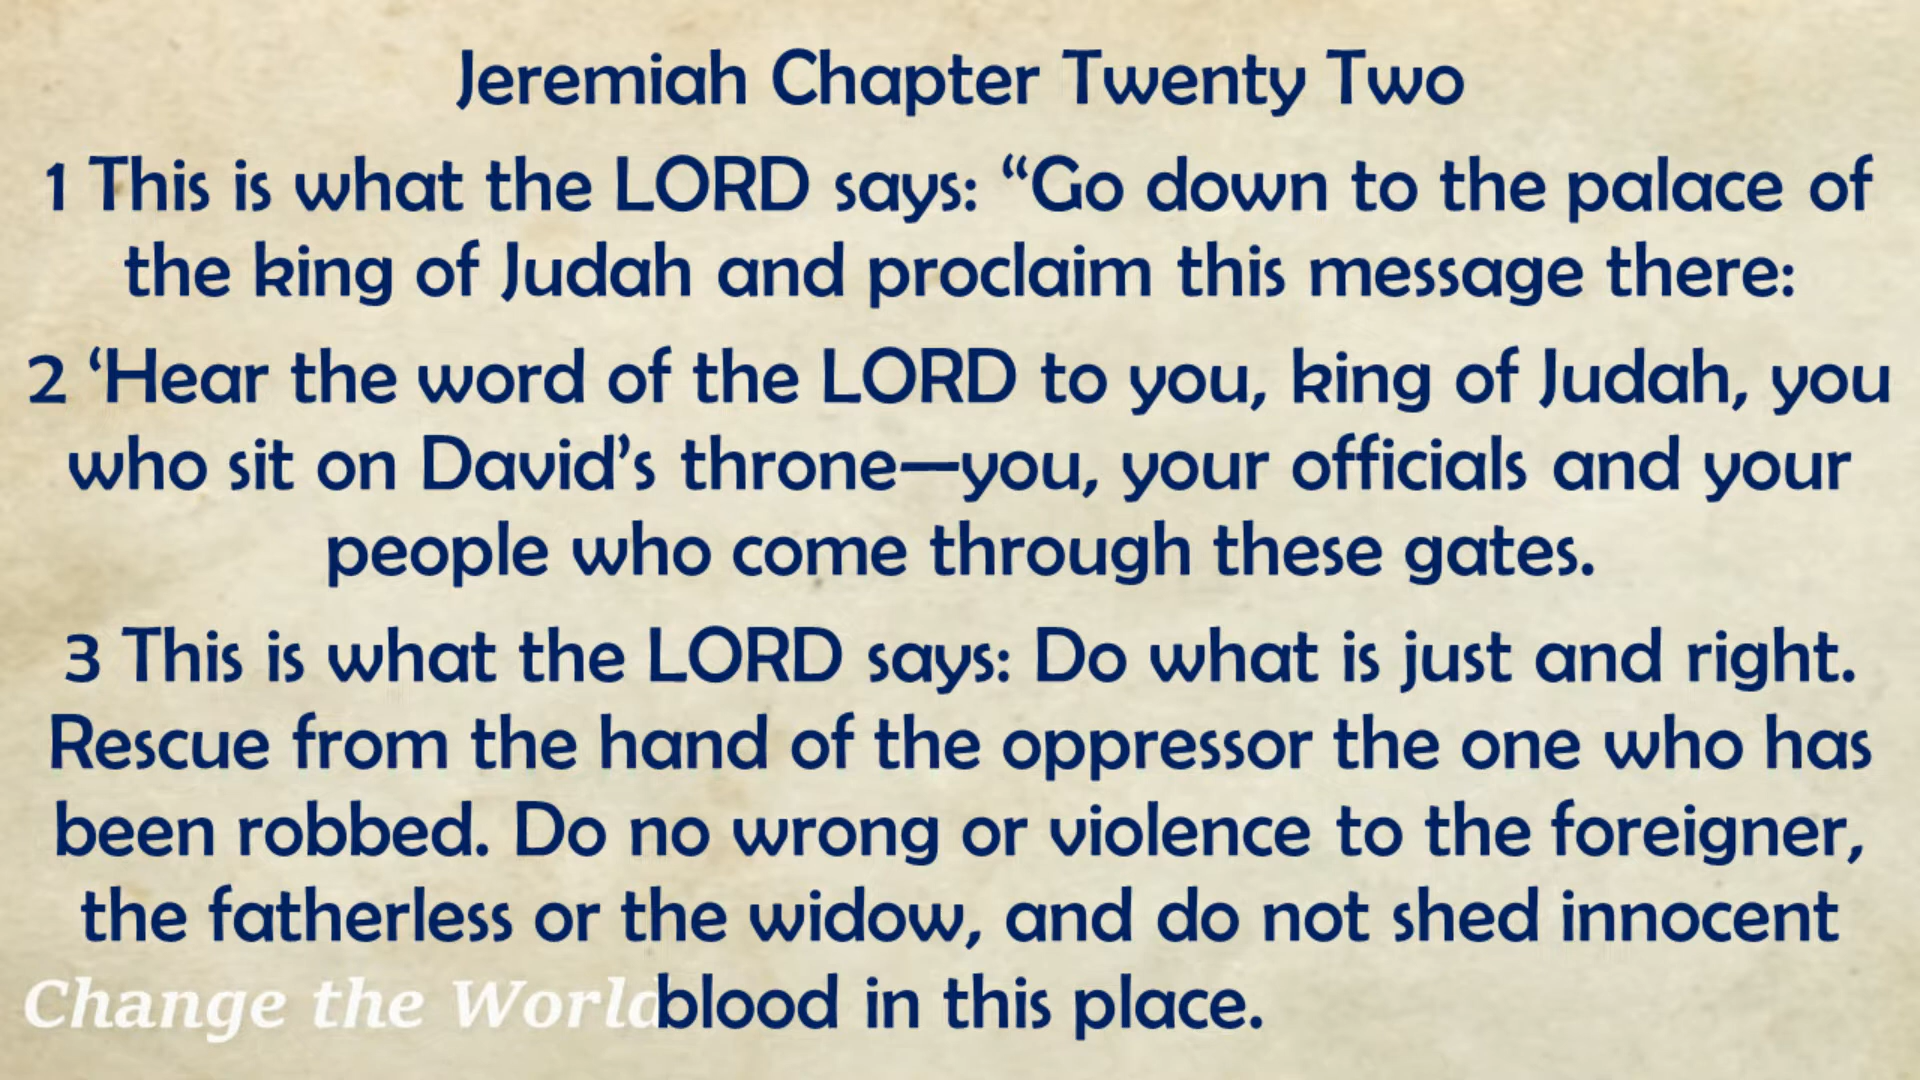 Jeremiah Chapter Twenty Two
1 This is what the LORD says: “Go down to the palace of
the king of Judah and proclaim this message there:
2 ‘Hear the word of the LORD to you, king of Judah, you
who sit on David’s throne—you, your officials and your
people who come through these gates.
3 This is what the LORD says: Do what is just and right.
Rescue from the hand of the oppressor the one who has
been robbed. Do no wrong or violence to the foreigner,
the fatherless or the widow, and do not shed innocent
blood in this place.
Change the World